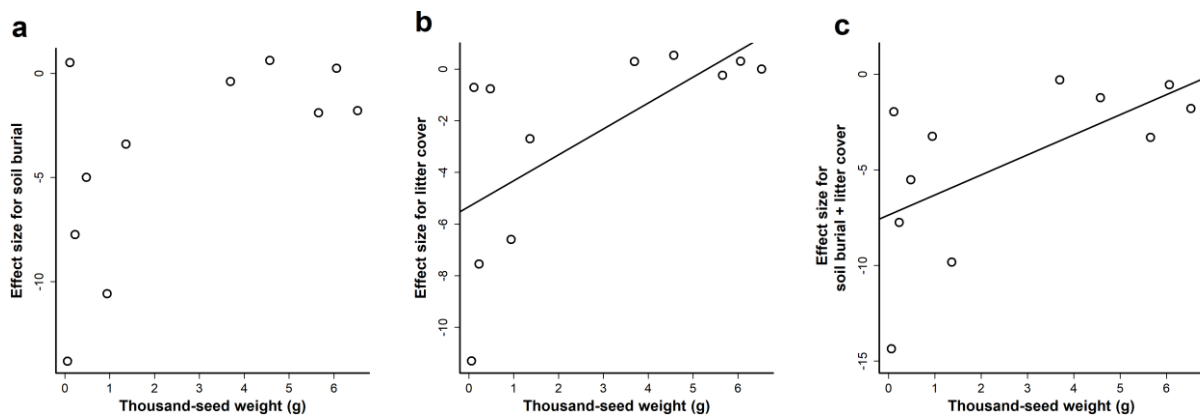 a
Effect size for soil burial
0
-5
-10
0 1 2 3 4 5 6
Thousand-seed weight (g)
b
Effect size for litter cover
0
-2
-4
-6
-8
-10
0 1 2 3 4 5 6
Thousand-seed weight (g)
c
Effect size for
soil burial + litter cover
0
-5
-10
-15
0 1 2 3 4 5 6
Thousand-seed weight (g)